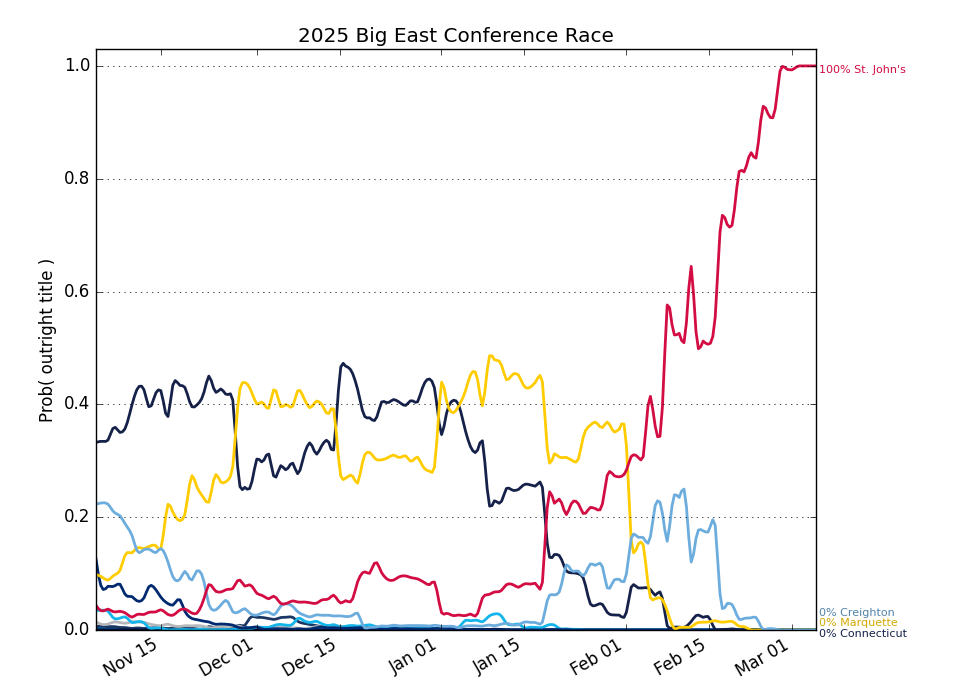 2025 Big East Conference Race
Prob( outright title )
1.0
0.8
0.6
0.4
0.2
0.0
Nov 15
Dec 01
Dec 15
Jan 01
Jan 15
Feb 01
Feb 15
Mar 01
100% St. John's
0% Creighton
0% Marquette
0% Connecticut